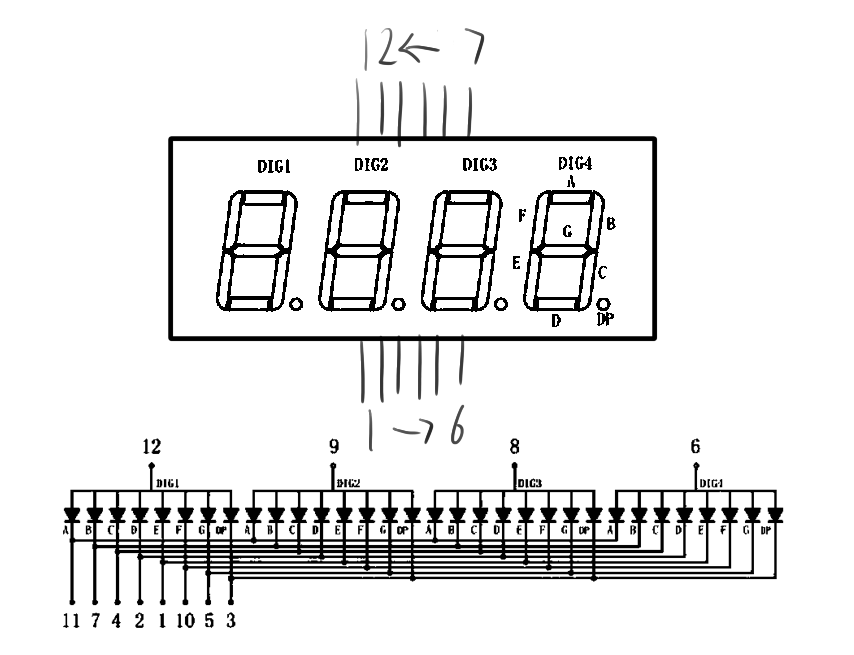 12 ← 7
DIG1 DIG2 DIG3 DIG4
A
F B
G
E C
D DP
1 → 6
12 9 8 6
DIG1 DIG2 DIG3 DIG4
A B C D E F G DP A B C D E F G DP A B C D E F G DP A B C D E F G DP
11 7 4 2 1 10 5 3